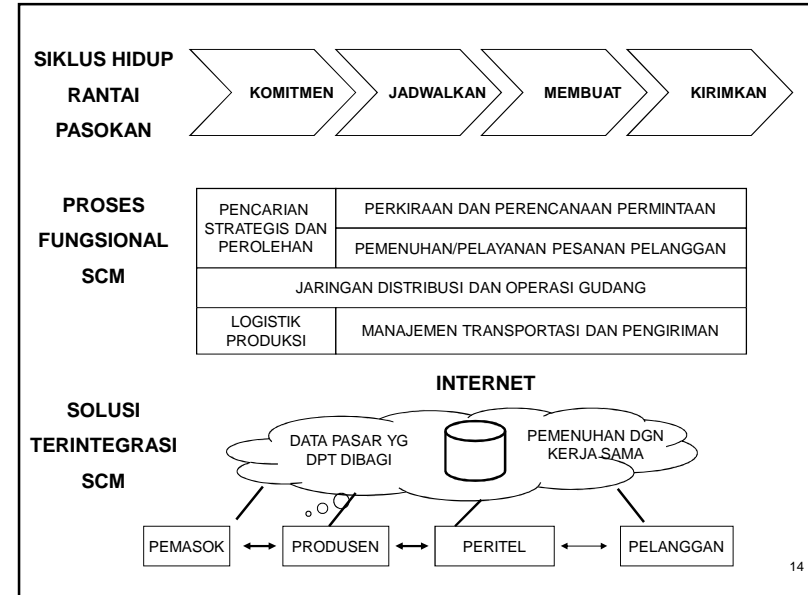 SIKLUS HIDUP
RANTAI
PASOKAN
KOMITMEN
JADWALKAN
MEMBUAT
KIRIMKAN
PROSES
FUNGSIONAL
SCM
PENCARIAN
STRATEGIS DAN
PEROLEHAN
PERKIRAAN DAN PERENCANAAN PERMINTAAN
PEMENUHAN/PELAYANAN PESANAN PELANGGAN
JARINGAN DISTRIBUSI DAN OPERASI GUDANG
LOGISTIK
PRODUKSI
MANAJEMEN TRANSPORTASI DAN PENGIRIMAN
SOLUSI
TERINTEGRASI
SCM
INTERNET
DATA PASAR YG
DPT DIBAGI
PEMENUHAN DGN
KERJA SAMA
PEMASOK
PRODUSEN
PERITEL
PELANGGAN
14